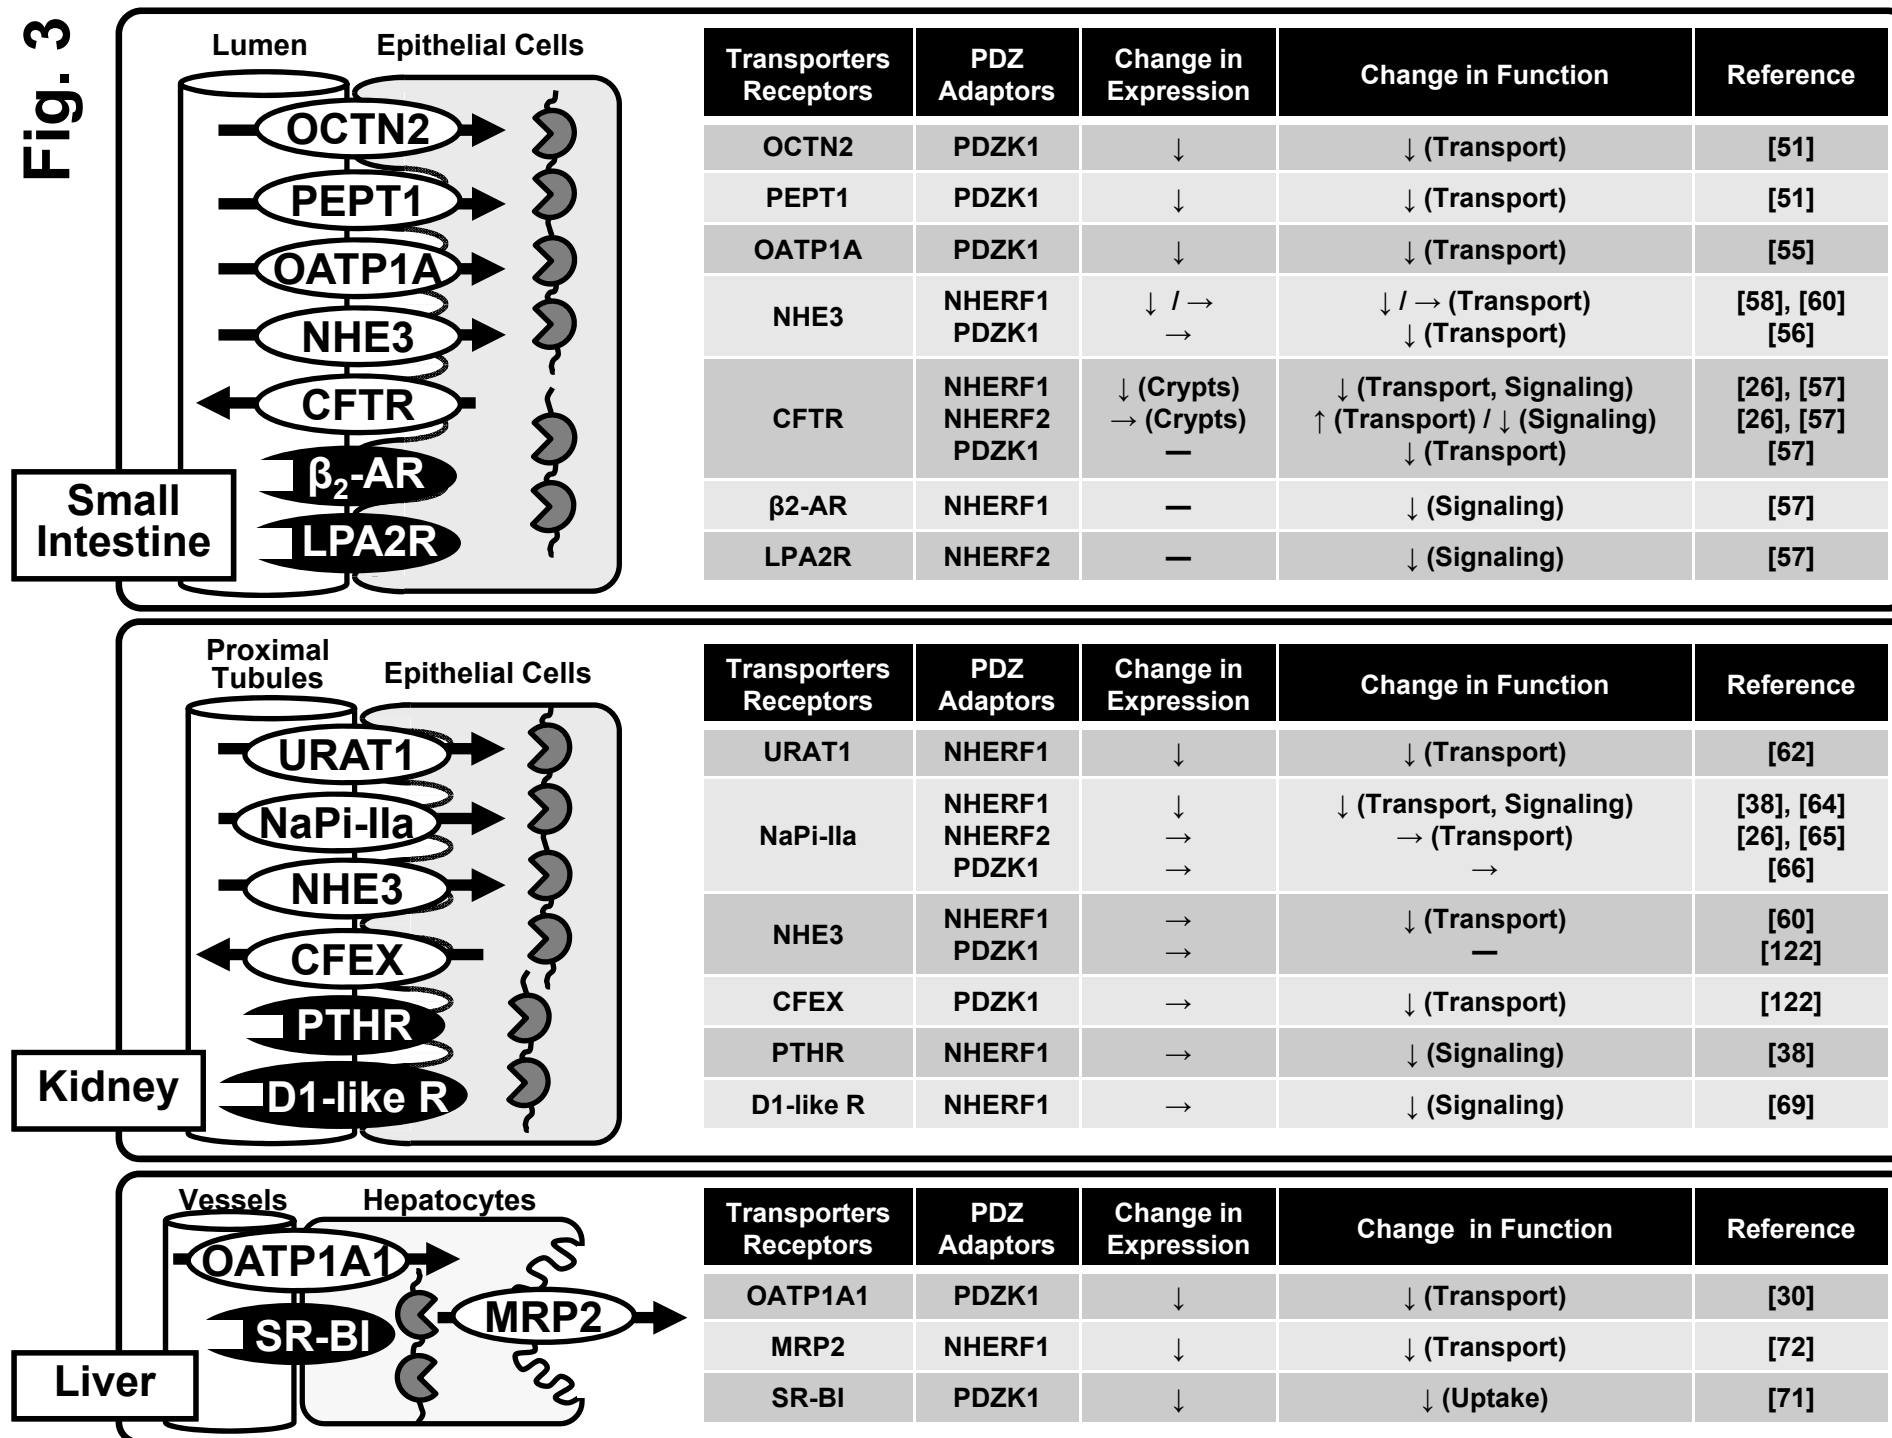 Fig. 3
Lumen
Epithelial Cells
OCTN2
PEPT1
OATP1A
NHE3
CFTR
β2-AR
LPA2R
Small
Intestine
Transporters
Receptors
PDZ
Adaptors
Change in
Expression
Change in Function
Reference
OCTN2 PDZK1 ↓ ↓ (Transport) [51]
PEPT1 PDZK1 ↓ ↓ (Transport) [51]
OATP1A PDZK1 ↓ ↓ (Transport) [55]
NHE3
NHERF1 ↓ / → ↓ / → (Transport) [58], [60]
PDZK1 → ↓ (Transport) [56]
CFTR
NHERF1 ↓ (Crypts) ↓ (Transport, Signaling) [26], [57]
NHERF2 → (Crypts) ↑ (Transport) / ↓ (Signaling) [26], [57]
PDZK1 — ↓ (Transport) [57]
β2-AR NHERF1 — ↓ (Signaling) [57]
LPA2R NHERF2 — ↓ (Signaling) [57]
Proximal
Tubules
Epithelial Cells
URAT1
NaPi-IIa
NHE3
CFEX
PTHR
D1-like R
Kidney
Transporters
Receptors
PDZ
Adaptors
Change in
Expression
Change in Function
Reference
URAT1 NHERF1 ↓ ↓ (Transport) [62]
NaPi-IIa
NHERF1 ↓ ↓ (Transport, Signaling) [38], [64]
NHERF2 → → (Transport) [26], [65]
PDZK1 → → [66]
NHE3
NHERF1 → ↓ (Transport) [60]
PDZK1 → — [122]
CFEX PDZK1 → ↓ (Transport) [122]
PTHR NHERF1 → ↓ (Signaling) [38]
D1-like R NHERF1 → ↓ (Signaling) [69]
Vessels
Hepatocytes
OATP1A1
SR-BI
MRP2
Liver
Transporters
Receptors
PDZ
Adaptors
Change in
Expression
Change in Function
Reference
OATP1A1 PDZK1 ↓ ↓ (Transport) [30]
MRP2 NHERF1 ↓ ↓ (Transport) [72]
SR-BI PDZK1 ↓ ↓ (Uptake) [71]